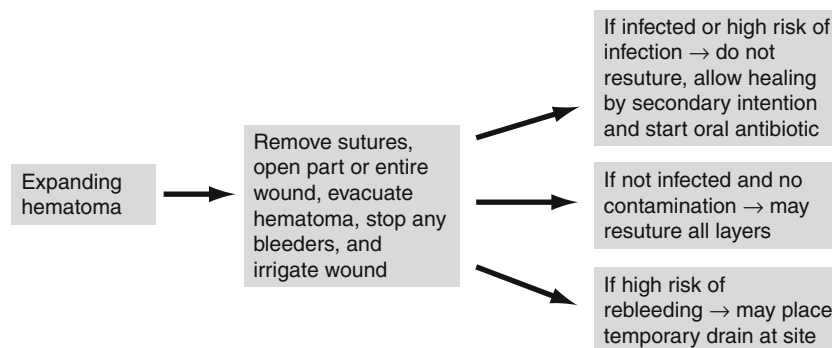 Expanding
hematoma
Remove sutures,
open part or entire
wound, evacuate
hematoma, stop any
bleeders, and
irrigate wound
If infected or high risk of
infection → do not
resuture, allow healing
by secondary intention
and start oral antibiotic
If not infected and no
contamination → may
resuture all layers
If high risk of
rebleeding → may place
temporary drain at site